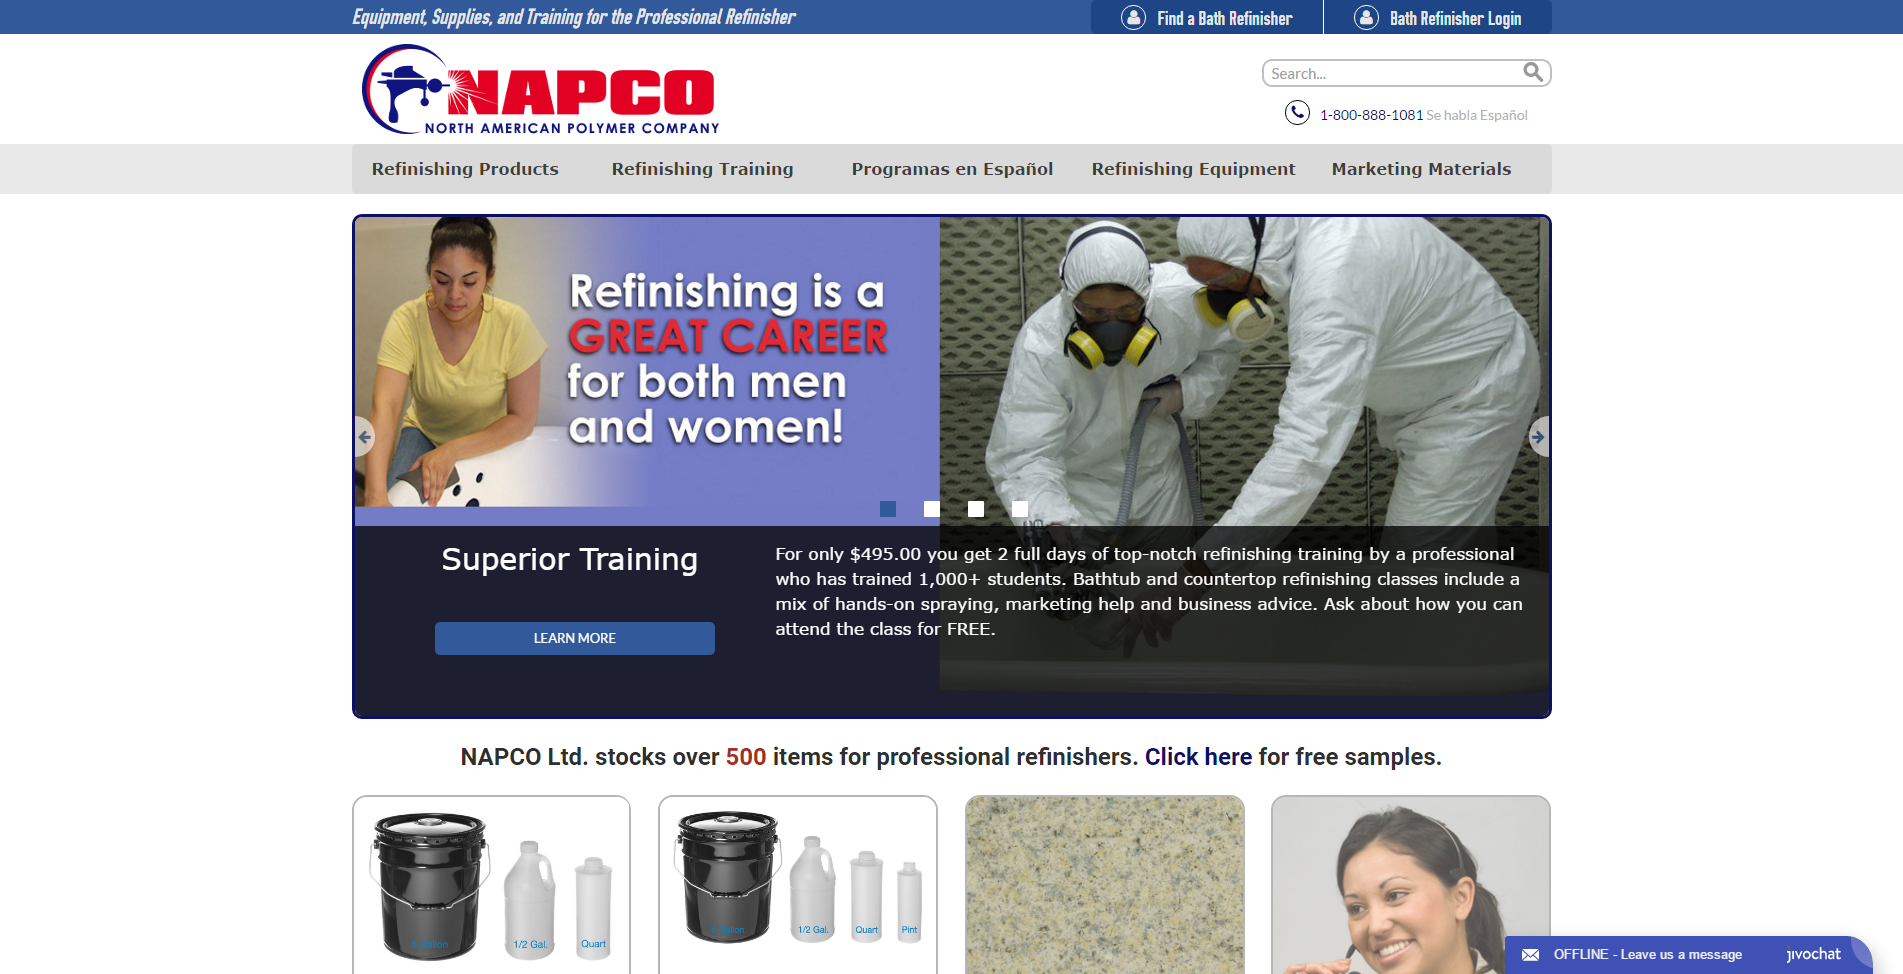 Equipment, Supplies, and Training for the Professional Refinisher
Find a Bath Refinisher
Bath Refinisher Login
NAPCO
NORTH AMERICAN POLYMER COMPANY
Search...
1-800-888-1081 Se habla Español
Refinishing Products
Refinishing Training
Programas en Español
Refinishing Equipment
Marketing Materials
Refinishing is a
GREAT CAREER
for both men
and women!
Superior Training
LEARN MORE
For only $495.00 you get 2 full days of top-notch refinishing training by a professional
who has trained 1,000+ students. Bathtub and countertop refinishing classes include a
mix of hands-on spraying, marketing help and business advice. Ask about how you can
attend the class for FREE.
NAPCO Ltd. stocks over 500 items for professional refinishers. Click here for free samples.
Gallon
1/2 Gal.
Quart
Gallon
1/2 Gal.
Quart
Pint
OFFLINE - Leave us a message
jivochat